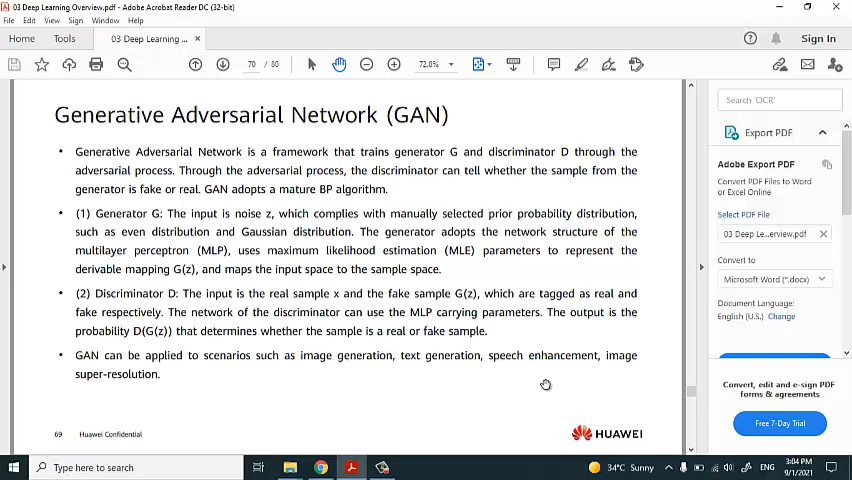 03 Deep Learning Overview.pdf - Adobe Acrobat Reader DC (32-bit)
File Edit View Sign Window Help
Home Tools 03 Deep Learning ... × Sign In
70 / 80 72.8%
Generative Adversarial Network (GAN)
• Generative Adversarial Network is a framework that trains generator G and discriminator D through the
adversarial process. Through the adversarial process, the discriminator can tell whether the sample from the
generator is fake or real. GAN adopts a mature BP algorithm.
• (1) Generator G: The input is noise z, which complies with manually selected prior probability distribution,
such as even distribution and Gaussian distribution. The generator adopts the network structure of the
multilayer perceptron (MLP), uses maximum likelihood estimation (MLE) parameters to represent the
derivable mapping G(z), and maps the input space to the sample space.
• (2) Discriminator D: The input is the real sample x and the fake sample G(z), which are tagged as real and
fake respectively. The network of the discriminator can use the MLP carrying parameters. The output is the
probability D(G(z)) that determines whether the sample is a real or fake sample.
• GAN can be applied to scenarios such as image generation, text generation, speech enhancement, image
super-resolution.
69 Huawei Confidential
HUAWEI
Search 'OCR'
Export PDF
Adobe Export PDF
Convert PDF Files to Word
or Excel Online
Select PDF File
03 Deep Le...erview.pdf
Convert to
Microsoft Word (*.docx)
Document Language:
English (U.S.) Change
Convert, edit and e-sign PDF
forms & agreements
Free 7-Day Trial
Type here to search
34°C Sunny
ENG
3:04 PM
9/1/2021